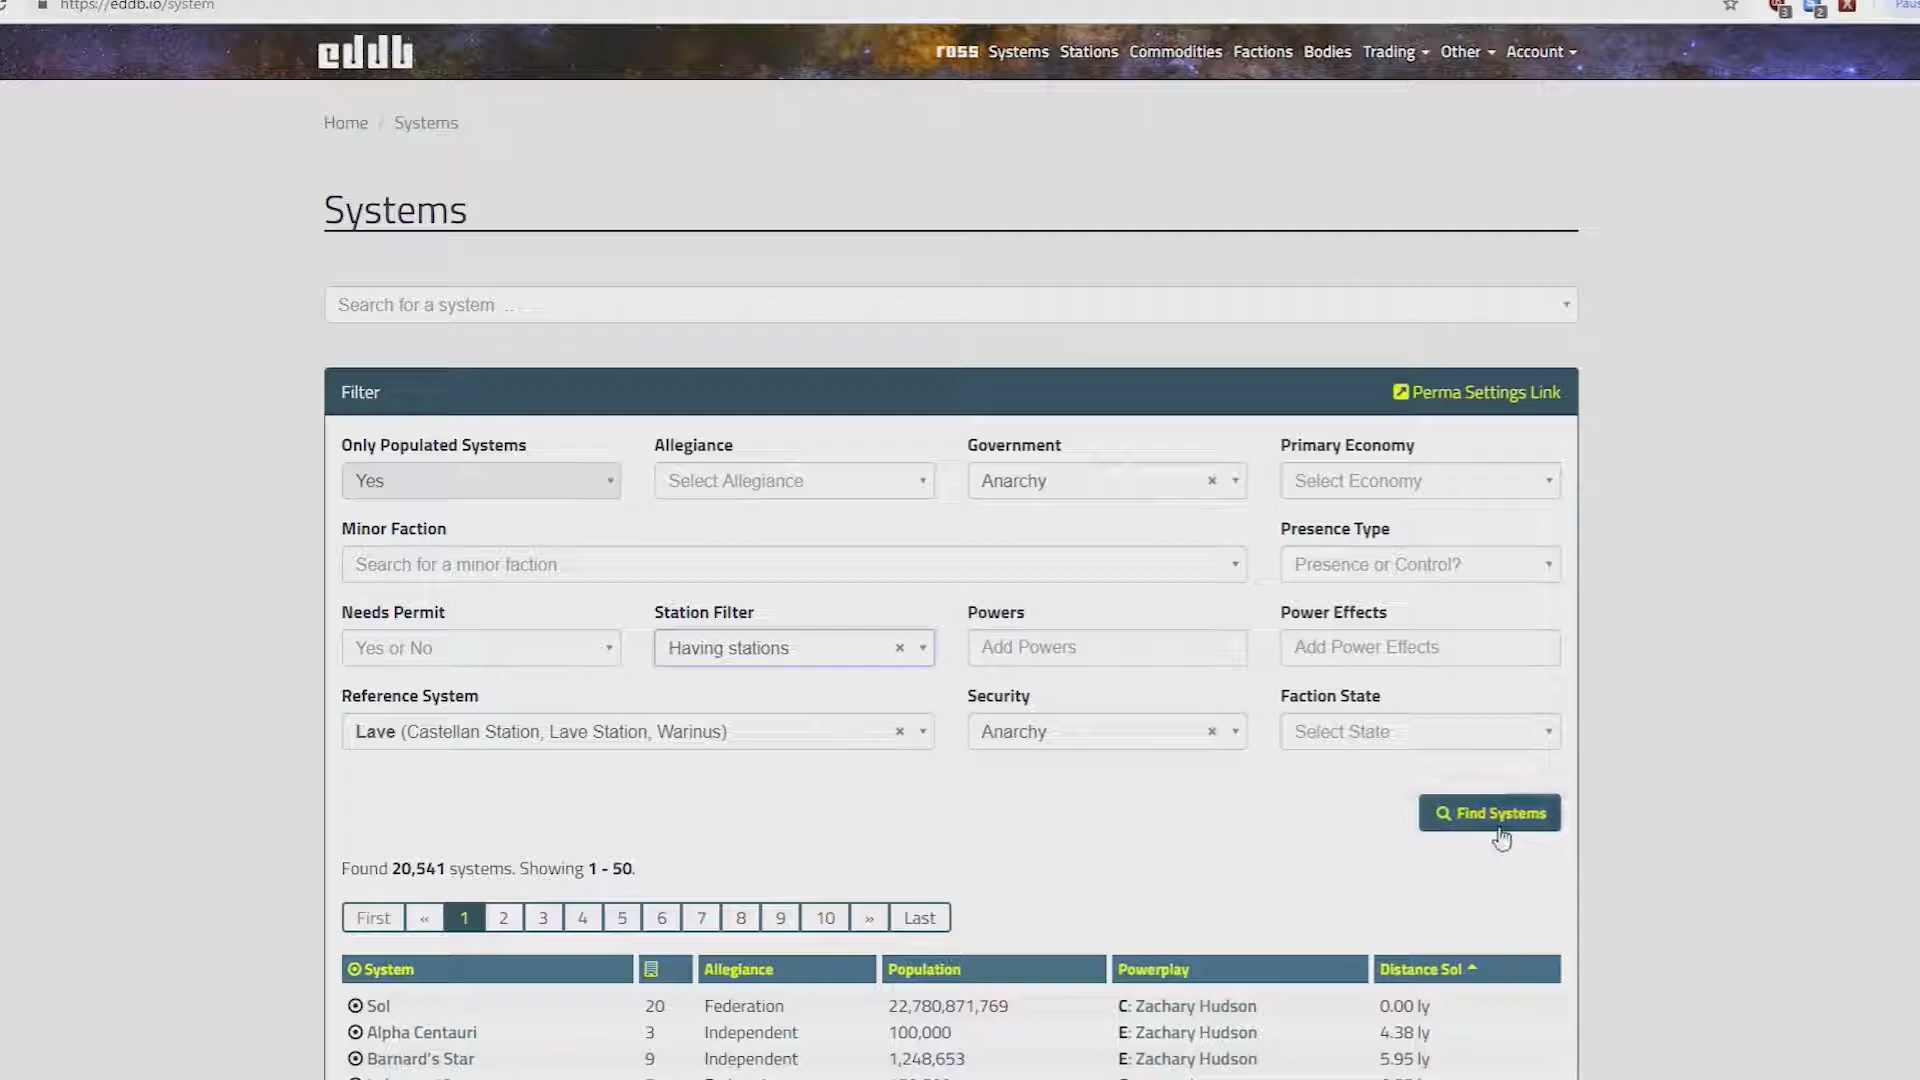 https://eddb.io/system
3
2
eddb
ross Systems Stations Commodities Factions Bodies Trading Other Account
Home / Systems
Systems
Search for a system ...
Filter
Perma Settings Link
Only Populated Systems Allegiance Government Primary Economy
Yes Select Allegiance Anarchy × Select Economy
Minor Faction Presence Type
Search for a minor faction Presence or Control?
Needs Permit Station Filter Powers Power Effects
Yes or No Having stations × Add Powers Add Power Effects
Reference System Security Faction State
Lave (Castellan Station, Lave Station, Warinus) × Anarchy × Select State
Find Systems
Found 20,541 systems. Showing 1 - 50.
First « 1 2 3 4 5 6 7 8 9 10 » Last
System Allegiance Population Powerplay Distance Sol
Sol 20 Federation 22,780,871,769 C: Zachary Hudson 0.00 ly
Alpha Centauri 3 Independent 100,000 E: Zachary Hudson 4.38 ly
Barnard's Star 9 Independent 1,248,653 E: Zachary Hudson 5.95 ly